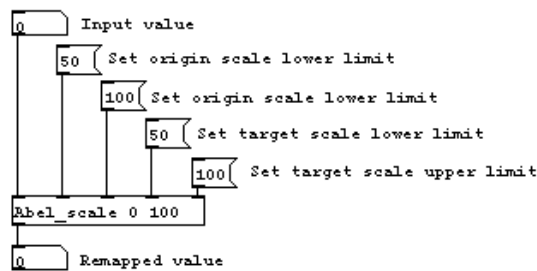 0 Input value
50 Set origin scale lower limit
100 Set origin scale lower limit
50 Set target scale lower limit
100 Set target scale upper limit
Abel_scale 0 100
0 Remapped value